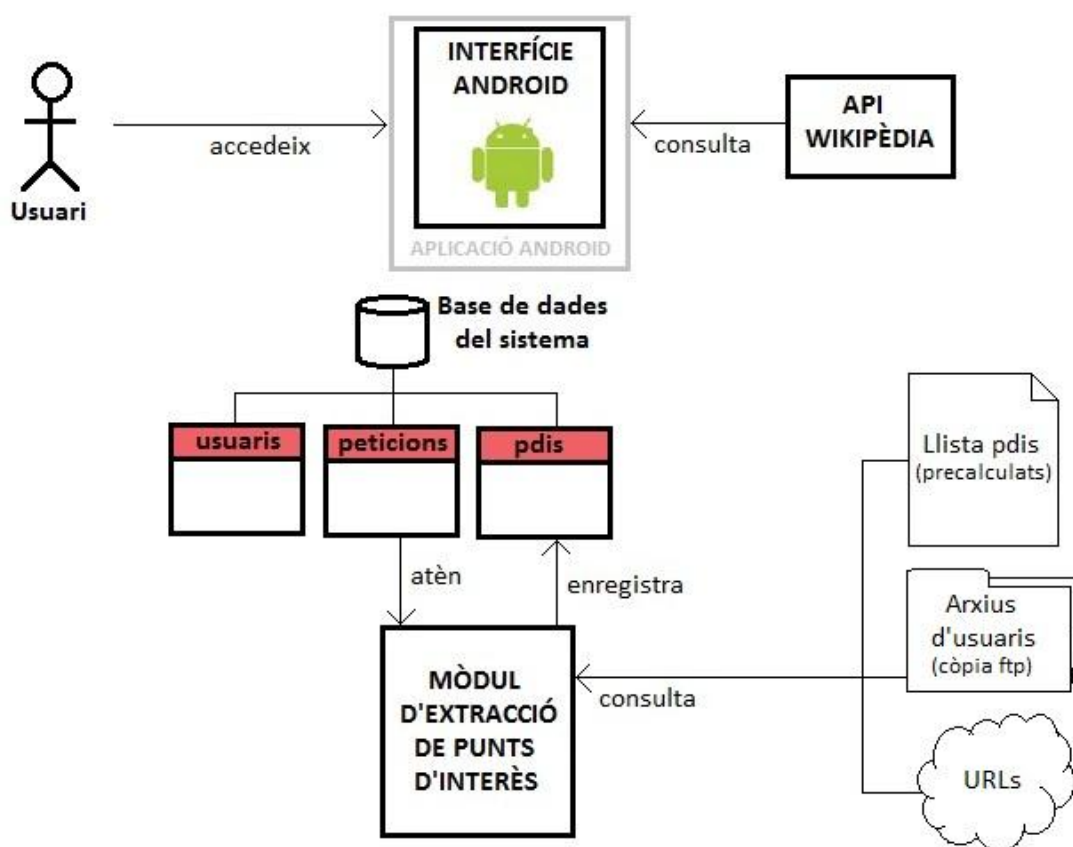 INTERFÍCIE
ANDROID
API
WIKIPÈDIA
accedeix
consulta
Usuari
APLICACIÓ ANDROID
Base de dades
del sistema
usuaris
peticions
pdis
Llista pdis
(precalculats)
atèn
enregistra
Arxius
d'usuaris
(còpia ftp)
MÒDUL
D'EXTRACCIÓ
DE PUNTS
D'INTERÈS
consulta
URLs